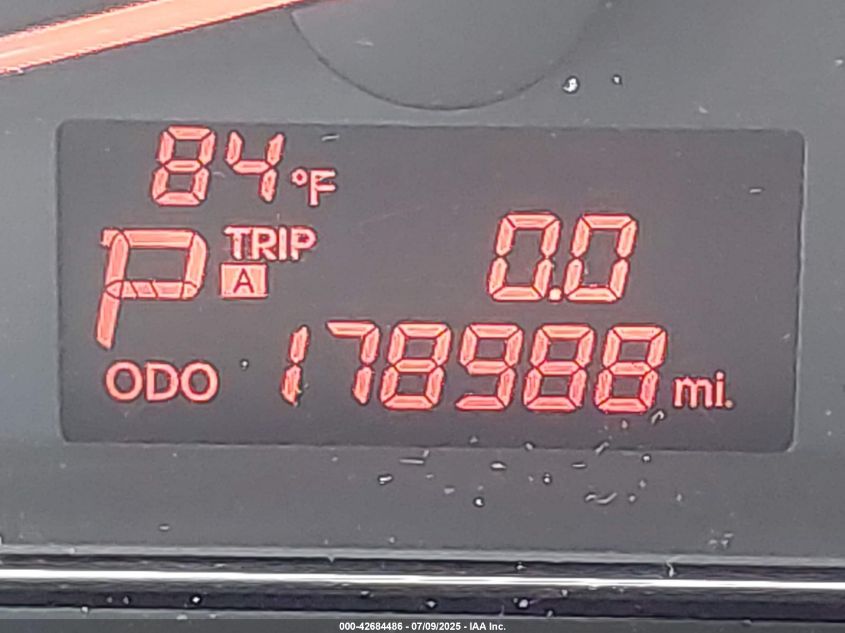 84 °F
P TRIP A 0.0
ODO 178988 mi.
000-42684486 - 07/09/2025 - IAA Inc.